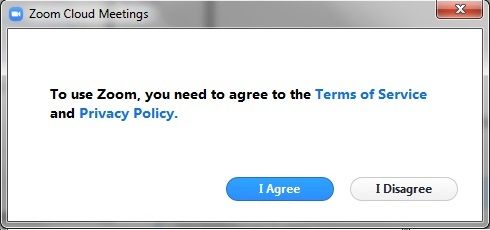 Zoom Cloud Meetings
To use Zoom, you need to agree to the Terms of Service
and Privacy Policy.
I Agree
I Disagree